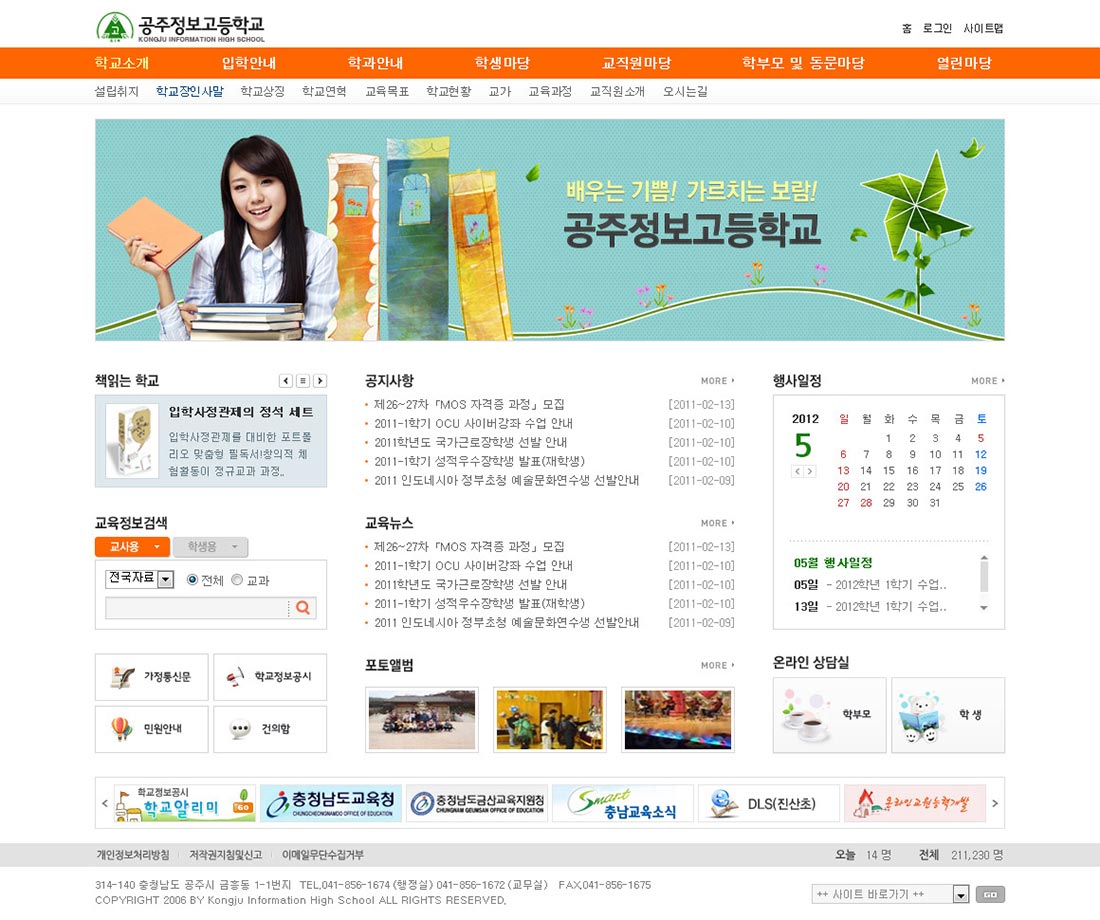 공주정보고등학교
KONGJU INFORMATION HIGH SCHOOL
홈 로그인 사이트맵
학교소개 입학안내 학과안내 학생마당 교직원마당 학부모 및 동문마당 열린마당
설립취지 학교장인사말 학교상징 학교연혁 교육목표 학교현황 교가 교육과정 교직원소개 오시는길
배우는 기쁨! 가르치는 보람!
공주정보고등학교
책읽는 학교
입학사정관제의 정석 세트
입학사정관제를 대비한 포트폴
리오 맞춤형 필독서!창의적 체
험활동이 정규교과 과정..
교육정보검색
교사용 학생용
전국자료 전체 교과
가정통신문 학교정보공시
민원안내 건의함
공지사항 MORE
제26~27차 「MOS 자격증 과정」 모집 [2011-02-13]
2011-1학기 OCU 사이버강좌 수업 안내 [2011-02-10]
2011학년도 국가근로장학생 선발 안내 [2011-02-10]
2011-1학기 성적우수장학생 발표(재학생) [2011-02-10]
2011 인도네시아 정부초청 예술문화연수생 선발안내 [2011-02-09]
교육뉴스 MORE
제26~27차 「MOS 자격증 과정」 모집 [2011-02-13]
2011-1학기 OCU 사이버강좌 수업 안내 [2011-02-10]
2011학년도 국가근로장학생 선발 안내 [2011-02-10]
2011-1학기 성적우수장학생 발표(재학생) [2011-02-10]
2011 인도네시아 정부초청 예술문화연수생 선발안내 [2011-02-09]
포토앨범 MORE
행사일정 MORE
2012
5
일 월 화 수 목 금 토
1 2 3 4 5
6 7 8 9 10 11 12
13 14 15 16 17 18 19
20 21 22 23 24 25 26
27 28 29 30 31
05월 행사일정
05일 - 2012학년 1학기 수업..
13일 - 2012학년 1학기 수업..
온라인 상담실
학부모 학 생
학교정보공시
학교알리미 GO
충청남도교육청
CHUNGCHEONGNAMDO OFFICE OF EDUCATION
충청남도금산교육지원청
CHUNGNAM GEUMSAN OFFICE OF EDUCATION
Smart
충남교육소식
DLS(진산초)
온라인교원능력개발
개인정보처리방침 저작권지침및신고 이메일무단수집거부
오늘 14 명 전체 211,230 명
314-140 충청남도 공주시 금흥동 1-1번지 TEL.041-856-1674 (행정실) 041-856-1672 (교무실) FAX.041-856-1675
COPYRIGHT 2006 BY Kongju Information High School ALL RIGHTS RESERVED.
++ 사이트 바로가기 ++ GO